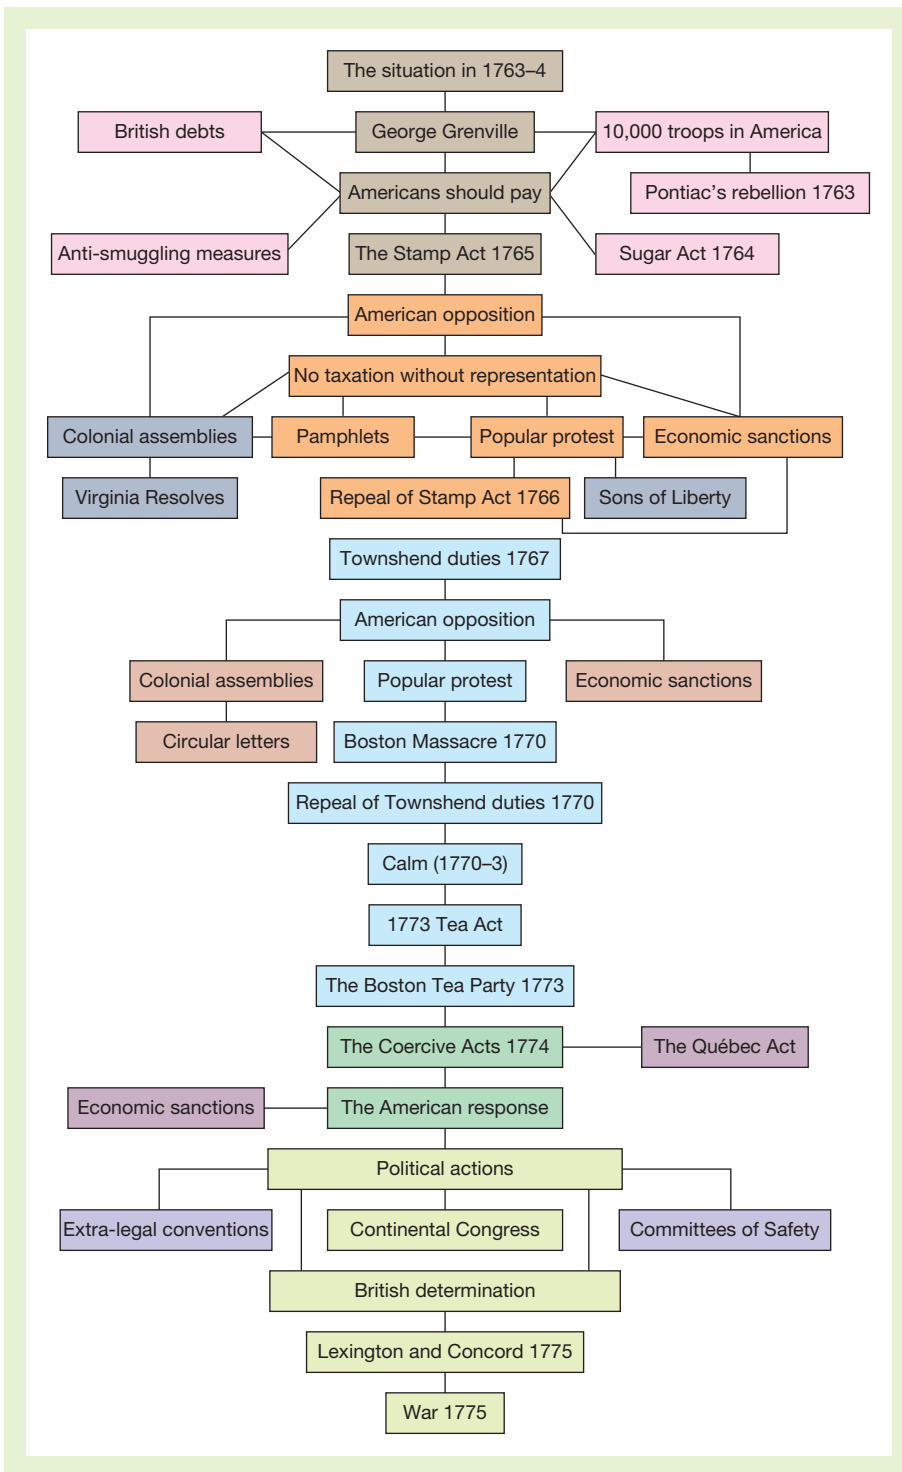 The situation in 1763–4
British debts
George Grenville
10,000 troops in America
Americans should pay
Pontiac’s rebellion 1763
Anti-smuggling measures
The Stamp Act 1765
Sugar Act 1764
American opposition
No taxation without representation
Colonial assemblies
Pamphlets
Popular protest
Economic sanctions
Virginia Resolves
Repeal of Stamp Act 1766
Sons of Liberty
Townshend duties 1767
American opposition
Colonial assemblies
Popular protest
Economic sanctions
Circular letters
Boston Massacre 1770
Repeal of Townshend duties 1770
Calm (1770–3)
1773 Tea Act
The Boston Tea Party 1773
The Coercive Acts 1774
The Québec Act
Economic sanctions
The American response
Political actions
Extra-legal conventions
Continental Congress
Committees of Safety
British determination
Lexington and Concord 1775
War 1775